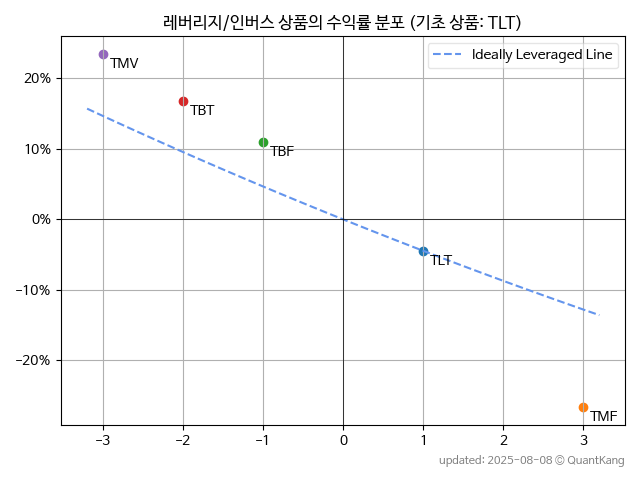 레버리지/인버스 상품의 수익률 분포 (기초 상품: TLT)
Ideally Leveraged Line
TMV
TBT
TBF
TLT
TMF
20%
10%
0%
−10%
−20%
−3 −2 −1 0 1 2 3
updated: 2025-08-08 © QuantKang